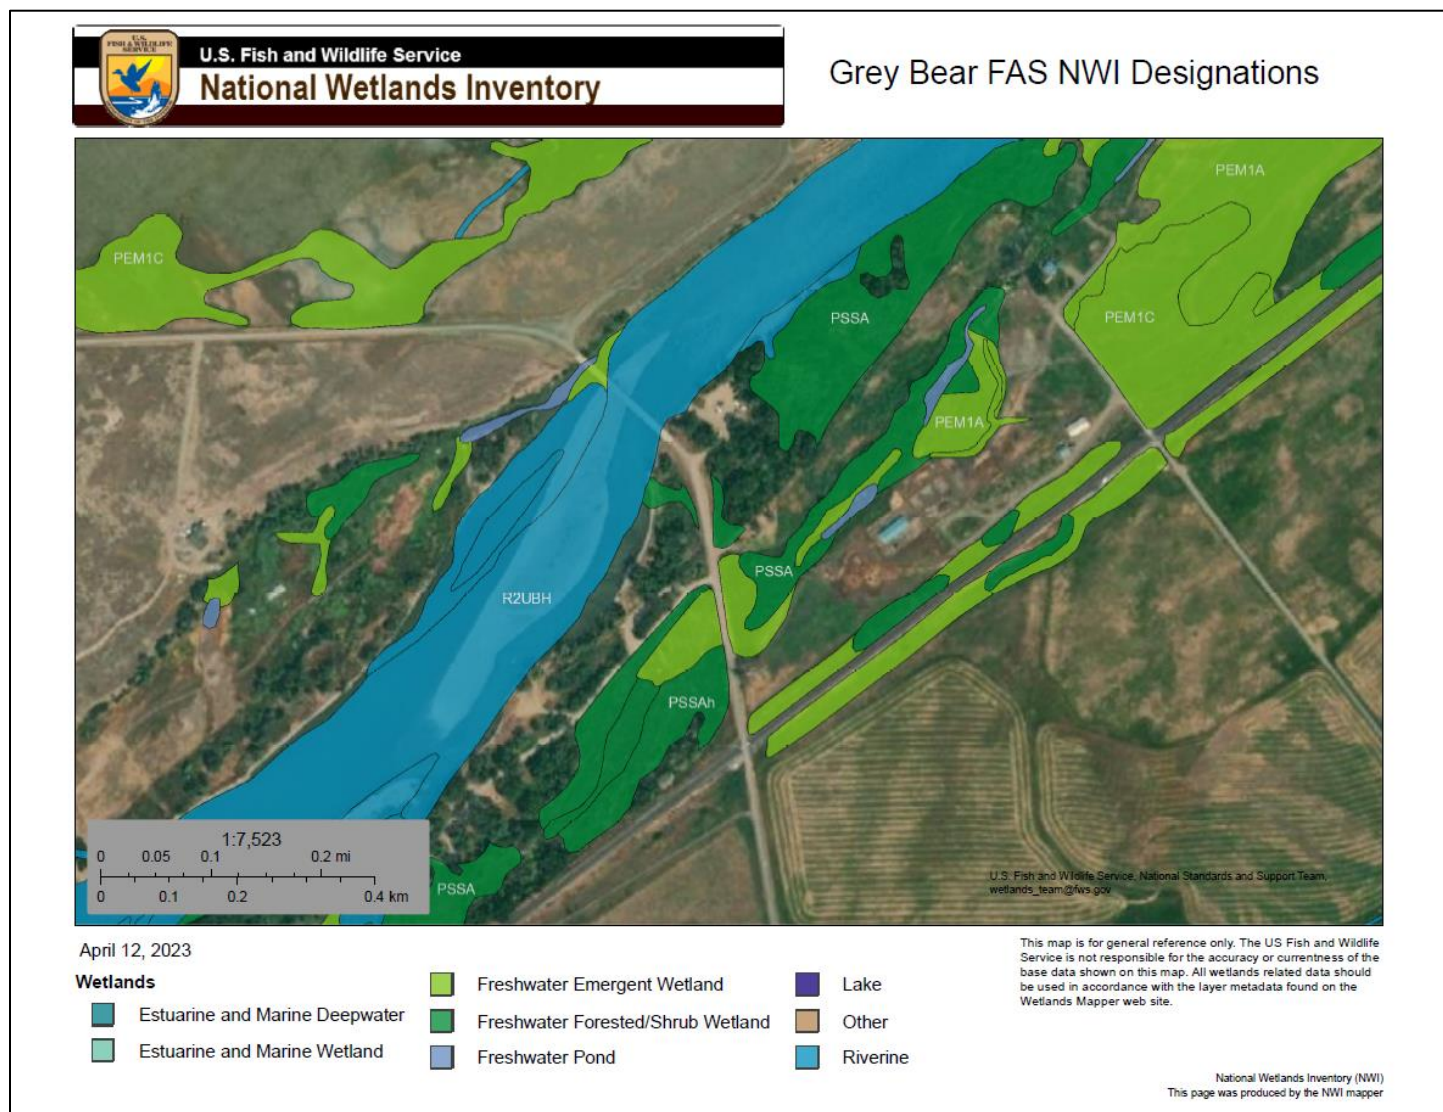 U.S.
FISH & WILDLIFE
SERVICE
U.S. Fish and Wildlife Service
National Wetlands Inventory
Grey Bear FAS NWI Designations
PEM1A
PEM1C
PSSA
PEM1C
PEM1A
PSSA
R2UBH
PSSAh
PSSA
1:7,523
0 0.05 0.1 0.2 mi
0 0.1 0.2 0.4 km
U.S. Fish and Wildlife Service, National Standards and Support Team,
wetlands_team@fws.gov
April 12, 2023
Wetlands
Estuarine and Marine Deepwater
Estuarine and Marine Wetland
Freshwater Emergent Wetland
Freshwater Forested/Shrub Wetland
Freshwater Pond
Lake
Other
Riverine
This map is for general reference only. The US Fish and Wildlife
Service is not responsible for the accuracy or currentness of the
base data shown on this map. All wetlands related data should
be used in accordance with the layer metadata found on the
Wetlands Mapper web site.
National Wetlands Inventory (NWI)
This page was produced by the NWI mapper